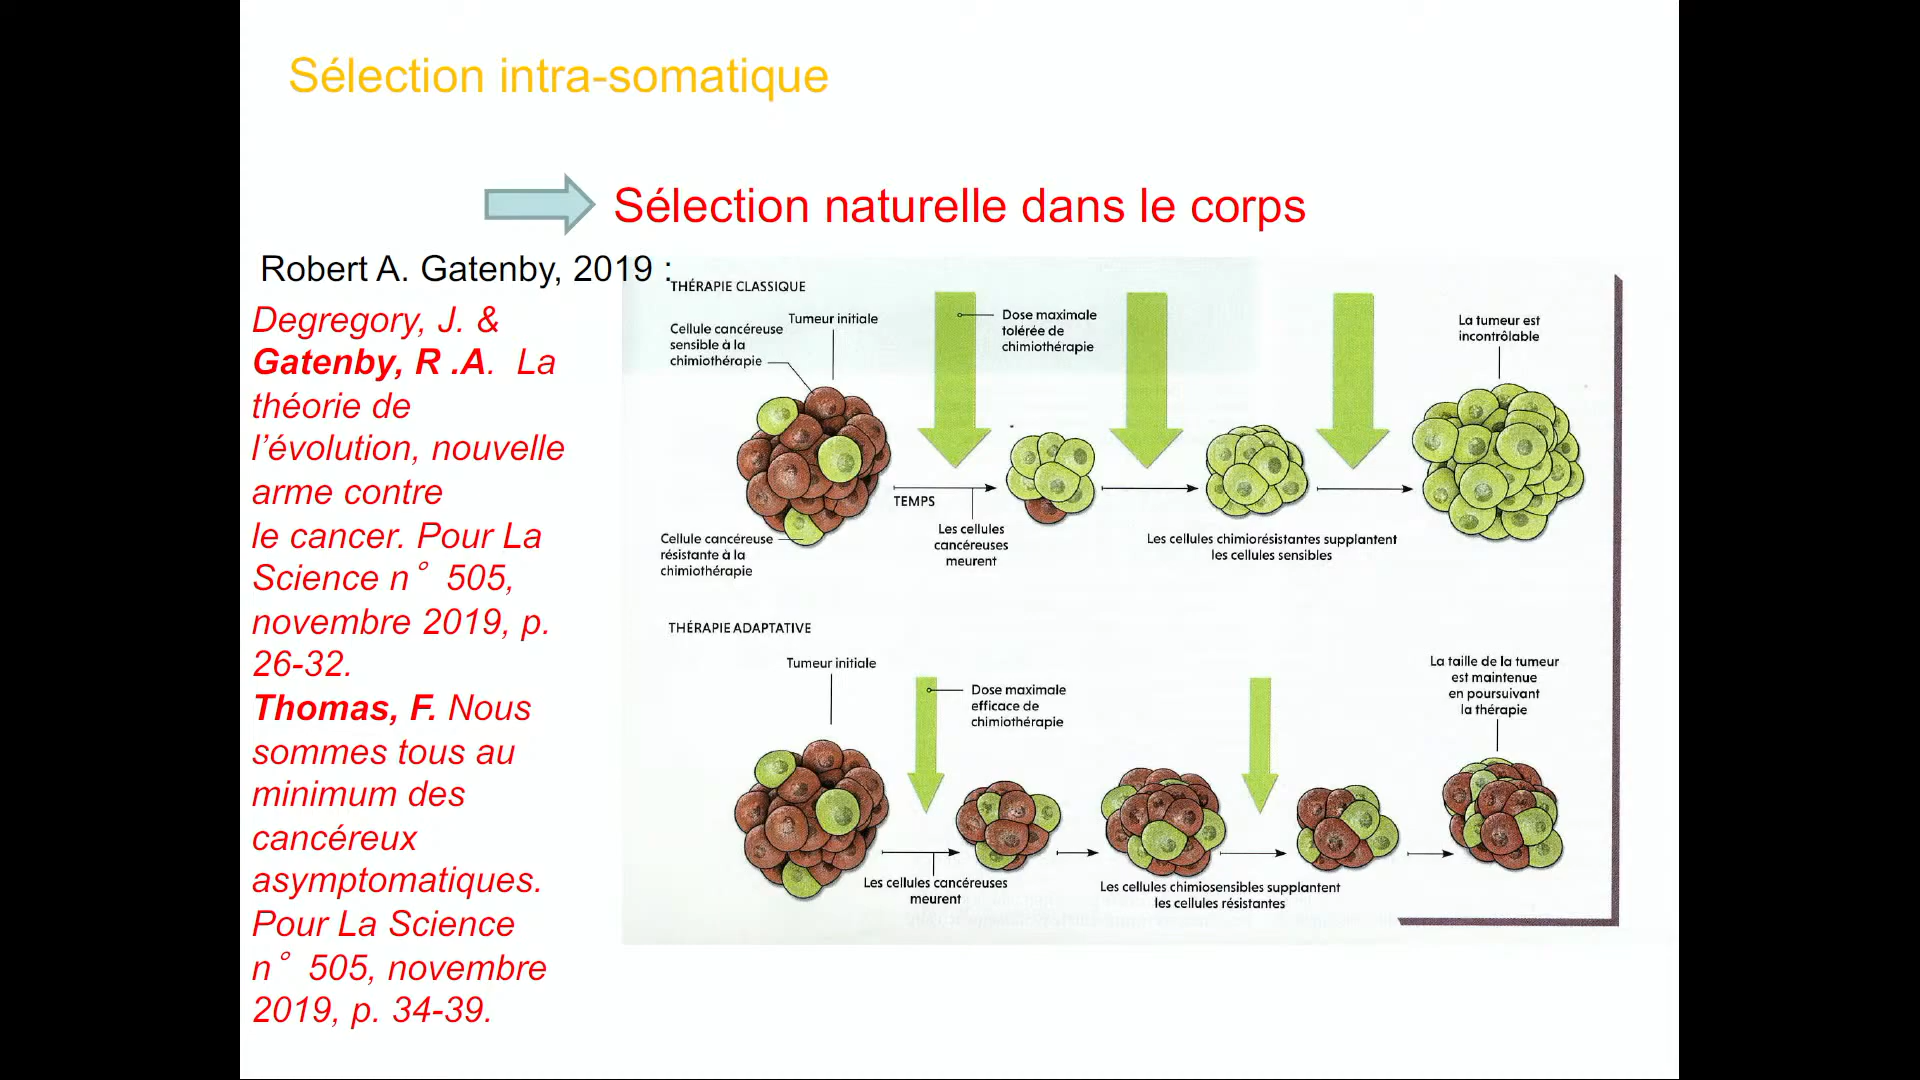 Sélection intra-somatique
Sélection naturelle dans le corps
Robert A. Gatenby, 2019 :
Degregory, J. &
Gatenby, R .A. La
théorie de
l’évolution, nouvelle
arme contre
le cancer. Pour La
Science n° 505,
novembre 2019, p.
26-32.
Thomas, F. Nous
sommes tous au
minimum des
cancéreux
asymptomatiques.
Pour La Science
n° 505, novembre
2019, p. 34-39.
THÉRAPIE CLASSIQUE
Cellule cancéreuse
sensible à la
chimiothérapie
Tumeur initiale
Dose maximale
tolérée de
chimiothérapie
La tumeur est
incontrôlable
Cellule cancéreuse
résistante à la
chimiothérapie
TEMPS
Les cellules
cancéreuses
meurent
Les cellules chimiorésistantes supplantent
les cellules sensibles
THÉRAPIE ADAPTATIVE
Tumeur initiale
Dose maximale
efficace de
chimiothérapie
La taille de la tumeur
est maintenue
en poursuivant
la thérapie
Les cellules cancéreuses
meurent
Les cellules chimiosensibles supplantent
les cellules résistantes